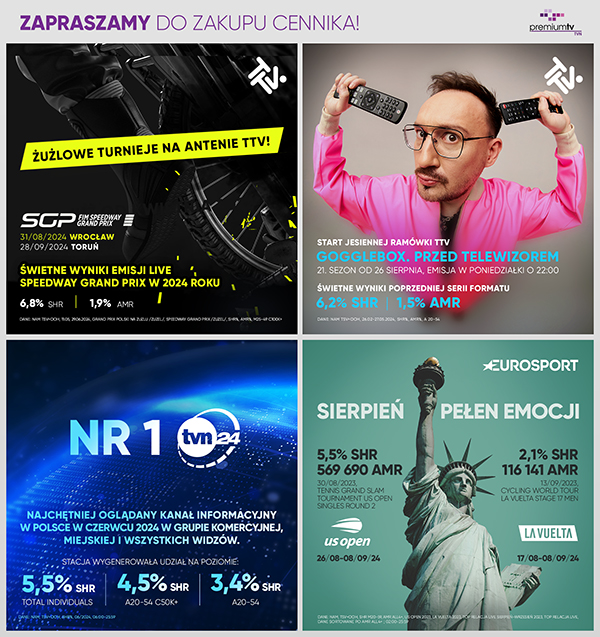 ZAPRASZAMY DO ZAKUPU CENNIKA!
premiumtv
TVN
ŻUŻLOWE TURNIEJE NA ANTENIE TTV!
SGP FIM SPEEDWAY
GRAND PRIX
31/08/2024 WROCŁAW
28/09/2024 TORUŃ
ŚWIETNE WYNIKI EMISJI LIVE
SPEEDWAY GRAND PRIX W 2024 ROKU
6,8% SHR | 1,9% AMR
START JESIENNEJ RAMÓWKI TTV
GOGGLEBOX. PRZED TELEWIZOREM
21. SEZON OD 26 SIERPNIA, EMISJA W PONIEDZIAŁKI O 22:00
ŚWIETNE WYNIKI POPRZEDNIEJ SERII FORMATU
6,2% SHR | 1,5% AMR
NR 1 tvn24
NAJCHĘTNIEJ OGLĄDANY KANAŁ INFORMACYJNY
W POLSCE W CZERWCU 2024 W GRUPIE KOMERCYJNEJ,
MIEJSKIEJ I WSZYSTKICH WIDZÓW.
STACJA WYGENEROWAŁA UDZIAŁ NA POZIOMIE:
5,5% SHR | 4,5% SHR | 3,4% SHR
TOTAL INDIVIDUALS A20-54 C50K+ A20-54
EUROSPORT
SIERPIEŃ PEŁEN EMOCJI
5,5% SHR
569 690 AMR
30/08/2023,
TENNIS GRAND SLAM
TOURNAMENT US OPEN
SINGLES ROUND 2
us open
26/08-08/09/24
2,1% SHR
116 141 AMR
13/09/2023,
CYCLING WORLD TOUR
LA VUELTA STAGE 17 MEN
LA VUELTA
17/08-08/09/24